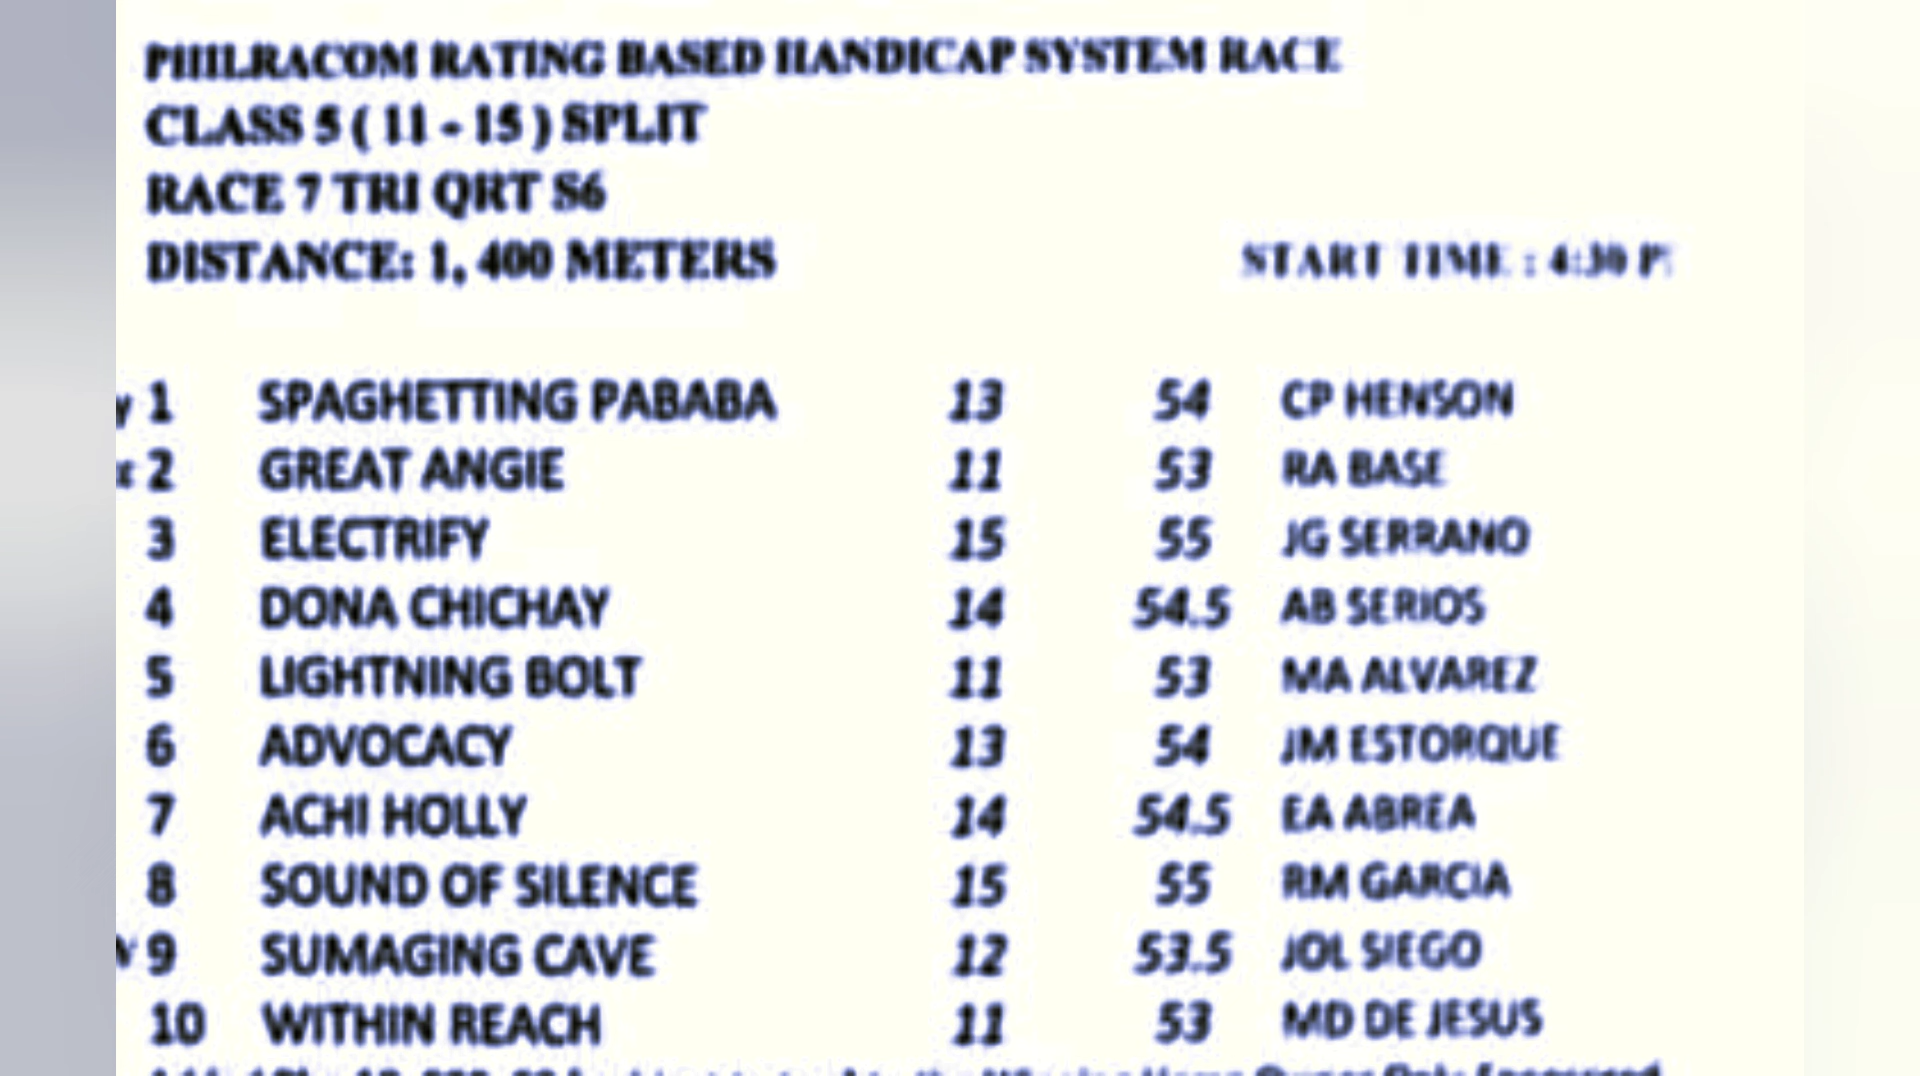 PHILRACOM RATING BASED HANDICAP SYSTEM RACE
CLASS 5 ( 11 - 15 ) SPLIT
RACE 7 TRI QRT S6
DISTANCE: 1, 400 METERS START TIME : 4:30 P
1 SPAGHETTING PABABA 13 54 CP HENSON
2 GREAT ANGIE 11 53 RA BASE
3 ELECTRIFY 15 55 JG SERRANO
4 DONA CHICHAY 14 54.5 AB SERIOS
5 LIGHTNING BOLT 11 53 MA ALVAREZ
6 ADVOCACY 13 54 JM ESTORQUE
7 ACHI HOLLY 14 54.5 EA ABREA
8 SOUND OF SILENCE 15 55 RM GARCIA
9 SUMAGING CAVE 12 53.5 JOL SIEGO
10 WITHIN REACH 11 53 MD DE JESUS